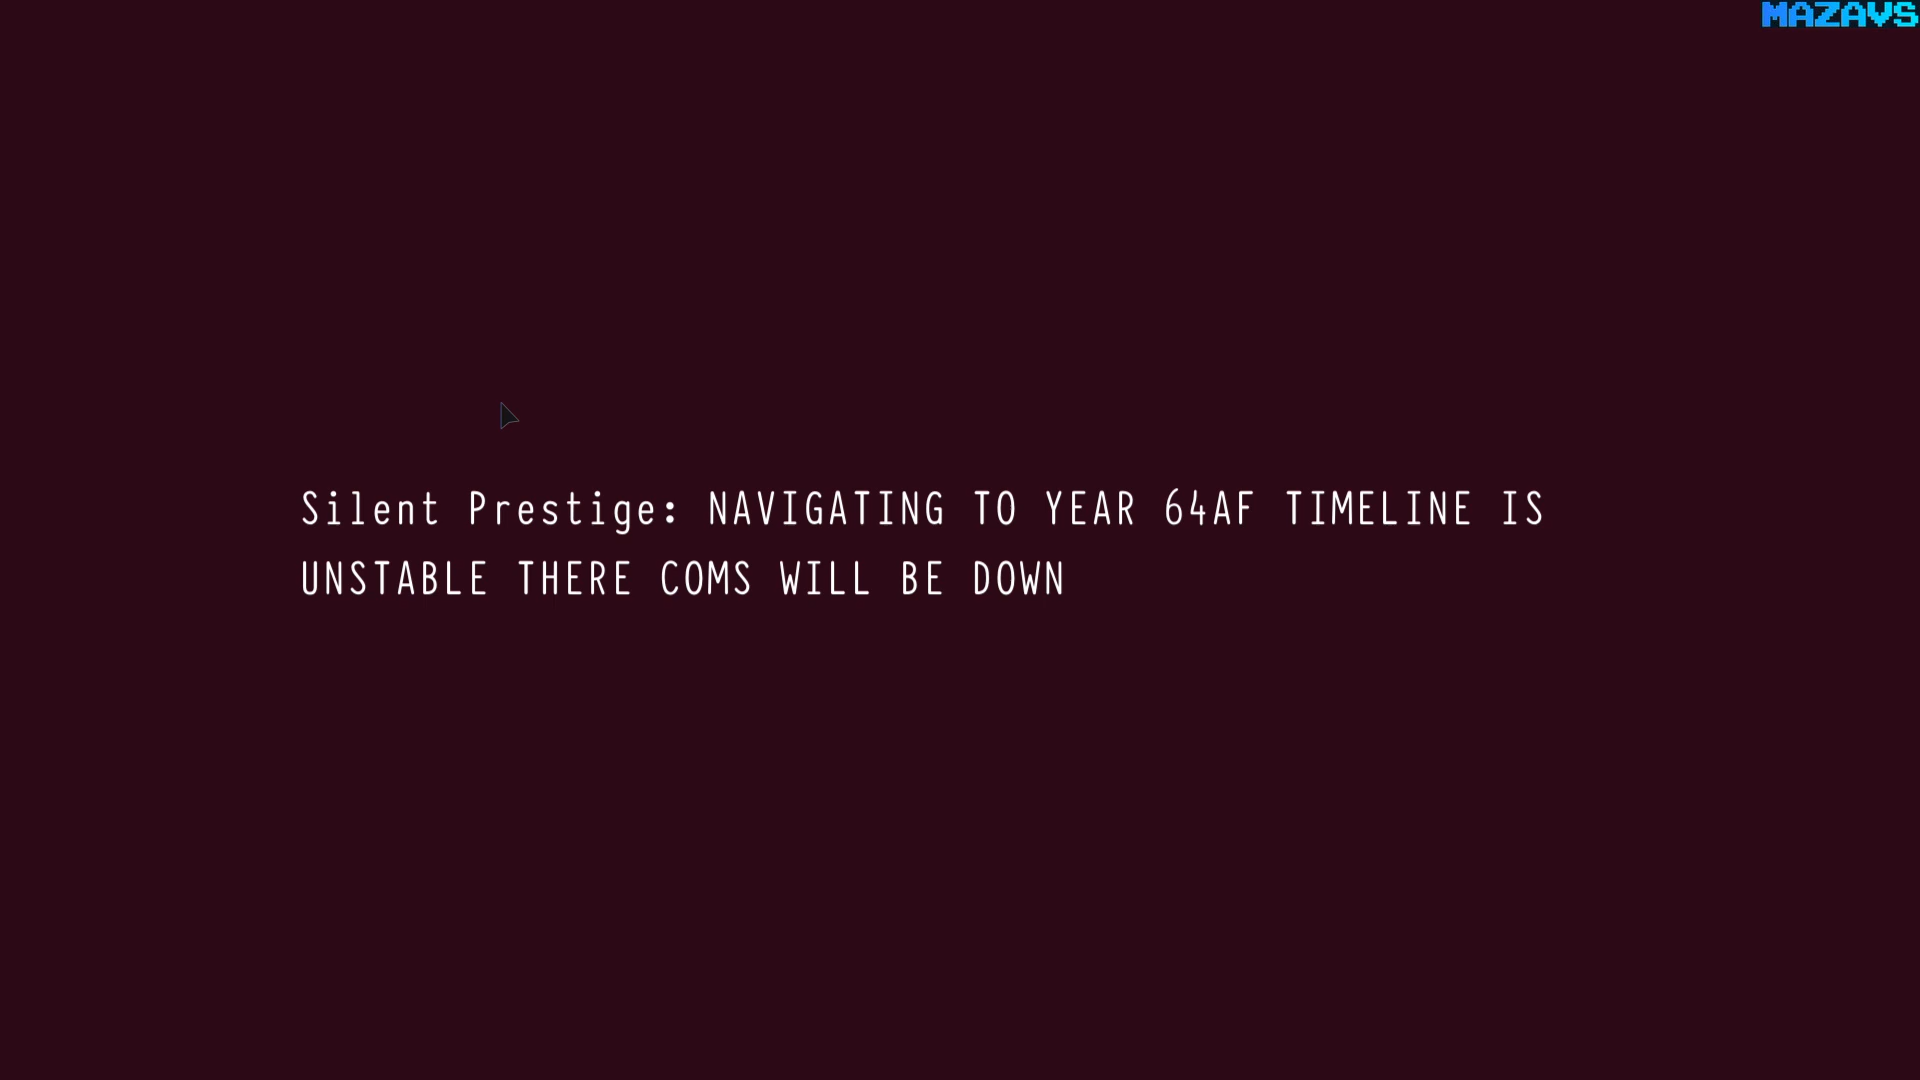 MAZAVS
Silent Prestige: NAVIGATING TO YEAR 64AF TIMELINE IS
UNSTABLE THERE COMS WILL BE DOWN